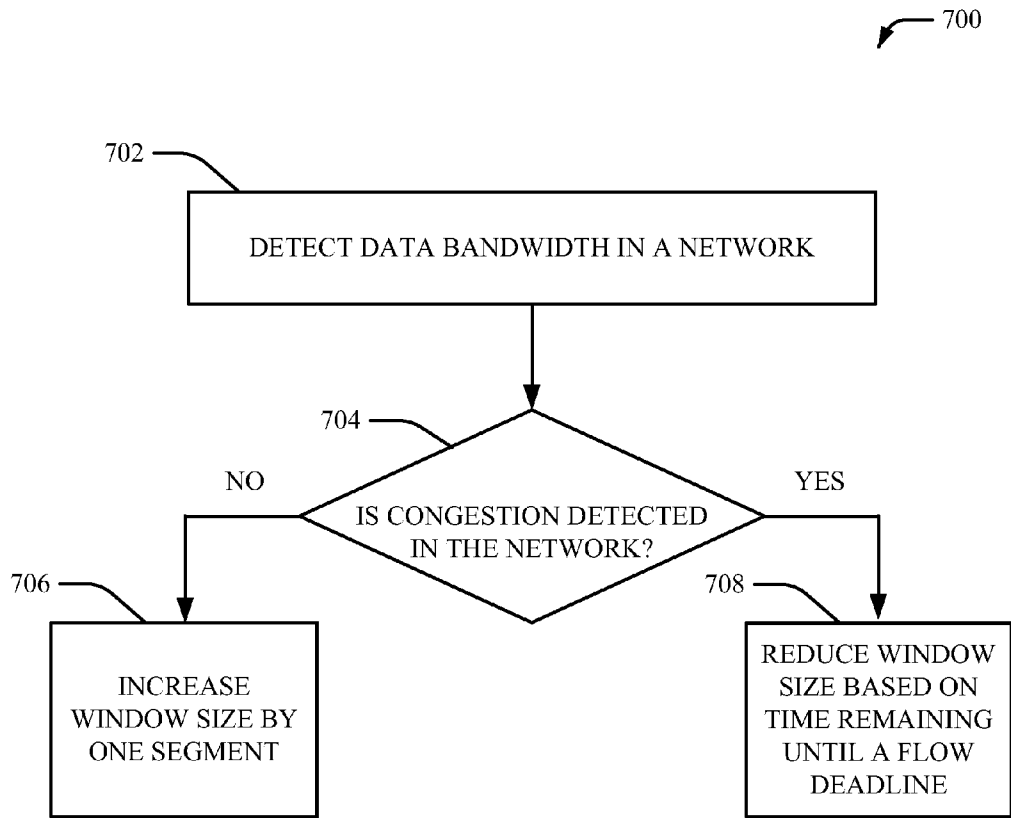 700
702
DETECT DATA BANDWIDTH IN A NETWORK
704
NO
YES
IS CONGESTION DETECTED
IN THE NETWORK?
706
708
INCREASE
WINDOW SIZE BY
ONE SEGMENT
REDUCE WINDOW
SIZE BASED ON
TIME REMAINING
UNTIL A FLOW
DEADLINE